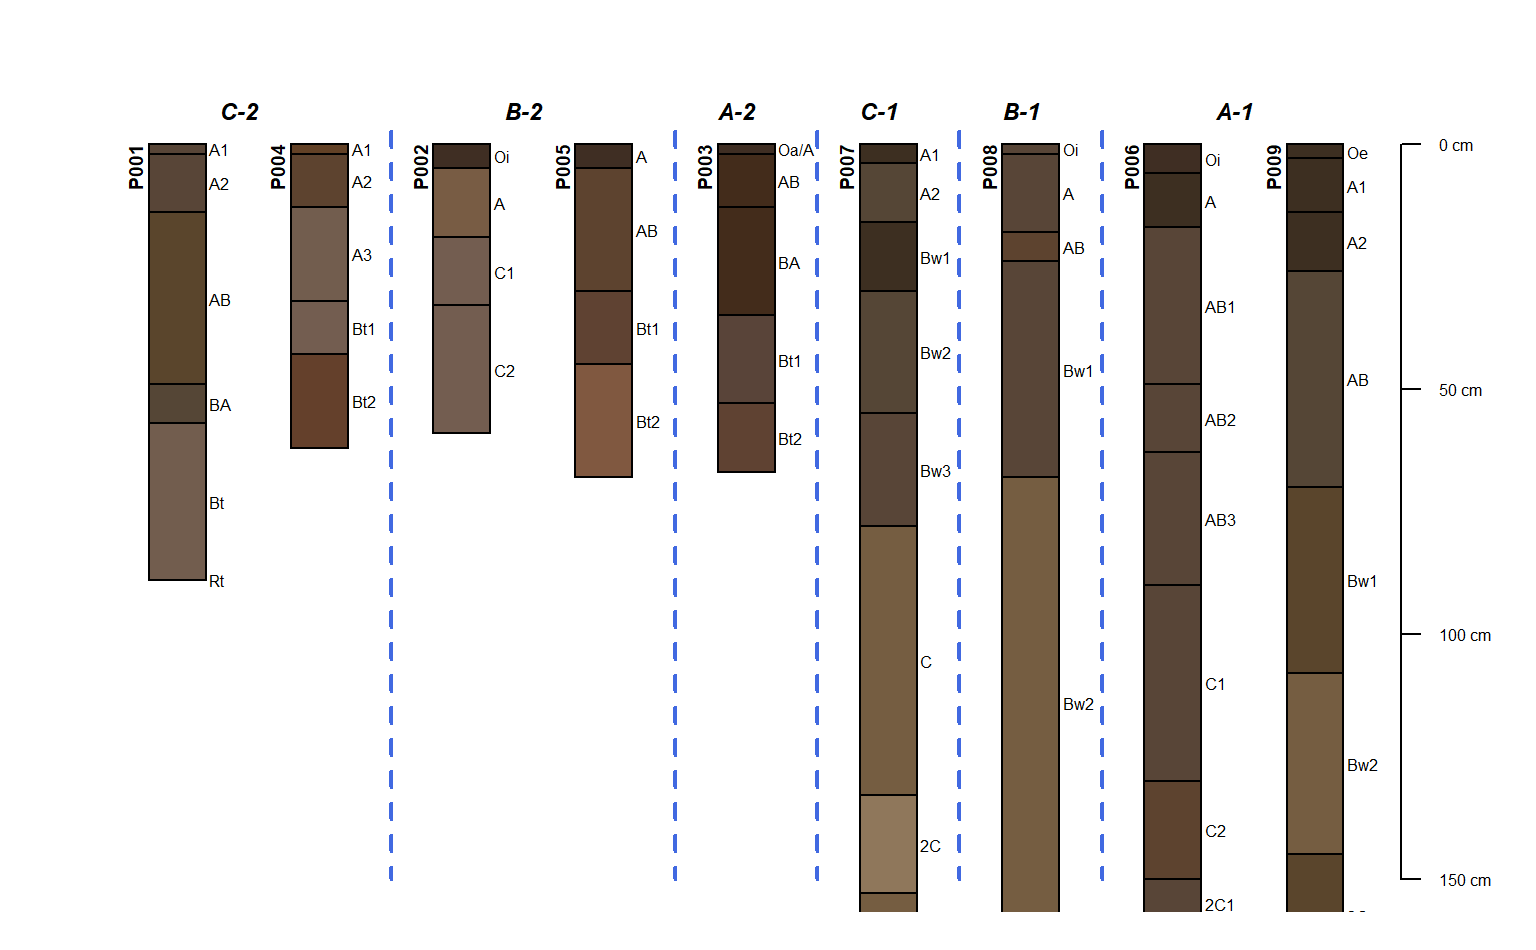 C-2
B-2
A-2
C-1
B-1
A-1
P001
A1
A2
AB
BA
Bt
Rt
P004
A1
A2
A3
Bt1
Bt2
P002
Oi
A
C1
C2
P005
A
AB
Bt1
Bt2
P003
Oa/A
AB
BA
Bt1
Bt2
P007
A1
A2
Bw1
Bw2
Bw3
C
2C
P008
Oi
A
AB
Bw1
Bw2
P006
Oi
A
AB1
AB2
AB3
C1
C2
2C1
P009
Oe
A1
A2
AB
Bw1
Bw2
0 cm
50 cm
100 cm
150 cm